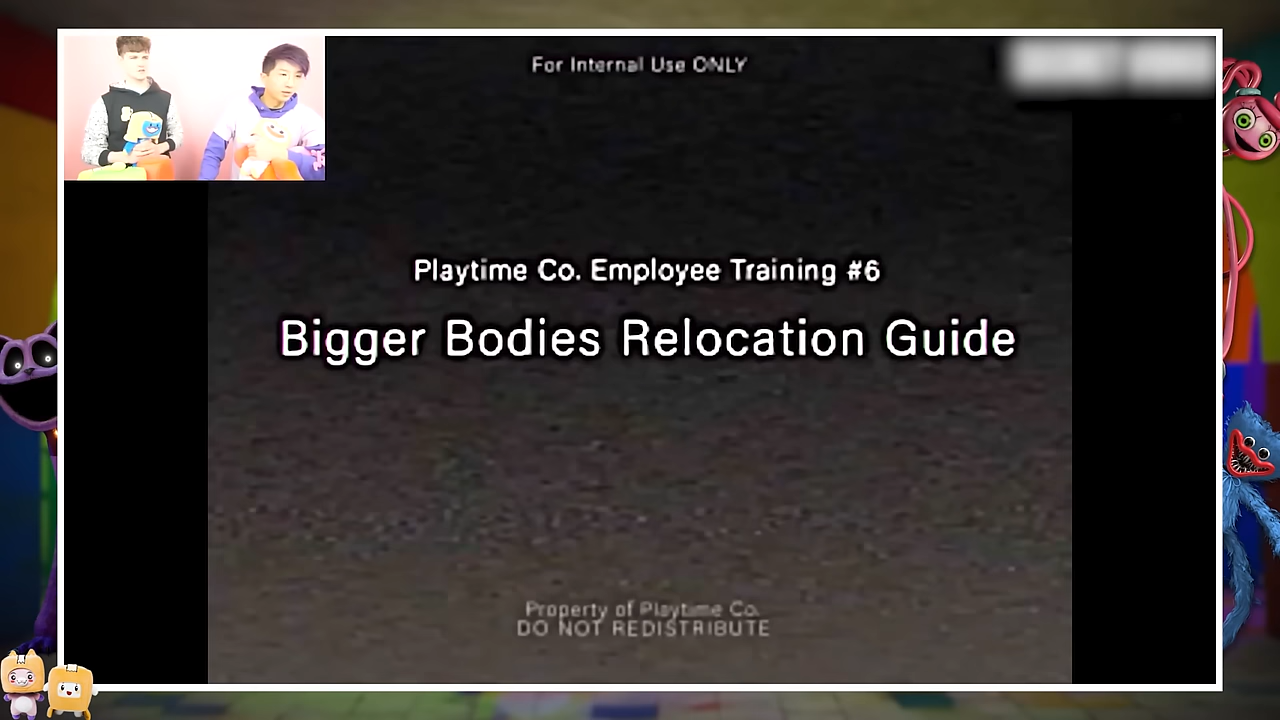 For Internal Use ONLY
Playtime Co. Employee Training #6
Bigger Bodies Relocation Guide
Property of Playtime Co.
DO NOT REDISTRIBUTE